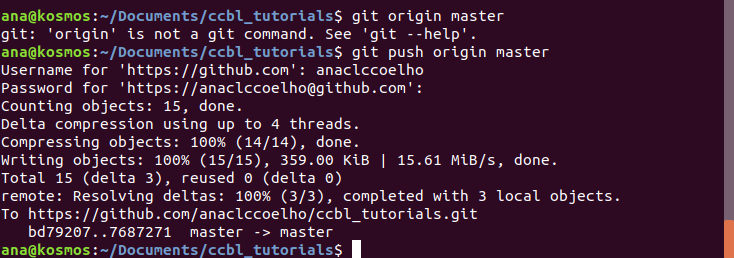 ana@kosmos:~/Documents/ccbl_tutorials$ git origin master
git: 'origin' is not a git command. See 'git --help'.
ana@kosmos:~/Documents/ccbl_tutorials$ git push origin master
Username for 'https://github.com': anaclccoelho
Password for 'https://anaclccoelho@github.com':
Counting objects: 15, done.
Delta compression using up to 4 threads.
Compressing objects: 100% (14/14), done.
Writing objects: 100% (15/15), 359.00 KiB | 15.61 MiB/s, done.
Total 15 (delta 3), reused 0 (delta 0)
remote: Resolving deltas: 100% (3/3), completed with 3 local objects.
To https://github.com/anaclccoelho/ccbl_tutorials.git
   bd79207..7687271  master -> master
ana@kosmos:~/Documents/ccbl_tutorials$